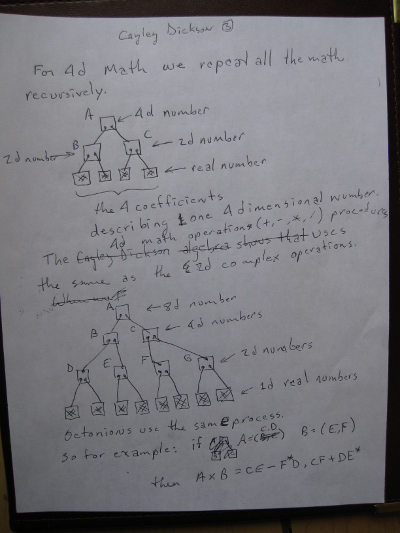 Cayley Dickson ③
For 4d Math we repeat all the math
recursively.
A ← 4d number
B C ← 2d number
2d number →
← real number
the 4 coefficients
describing one 4 dimensional number.
4d math operations (+, -, *, /) procedures
The Cayley Dickson algebra shows that uses
the same as the 2d complex operations.
A ← 8d number
B C ← 4d numbers
D E F G ← 2d numbers
← 1d real numbers
Octonions use the same process.
So for example: if A=(C,D) B=(E,F)
then A×B = CE - F*D, CF + DE*